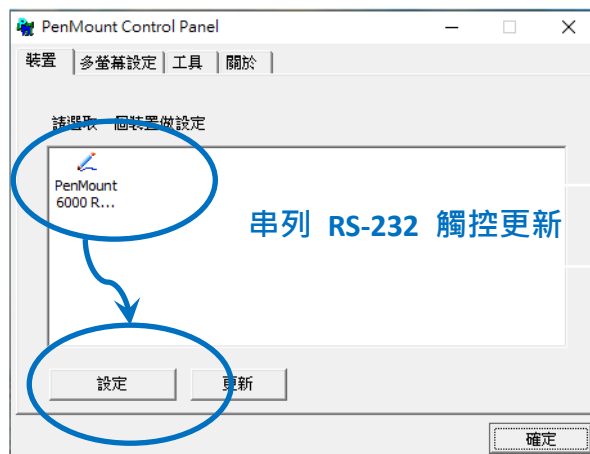 PenMount Control Panel
裝置 多螢幕設定 工具 關於
請選取一個裝置做設定
PenMount
6000 R...
串列 RS-232 觸控更新
設定 更新
確定